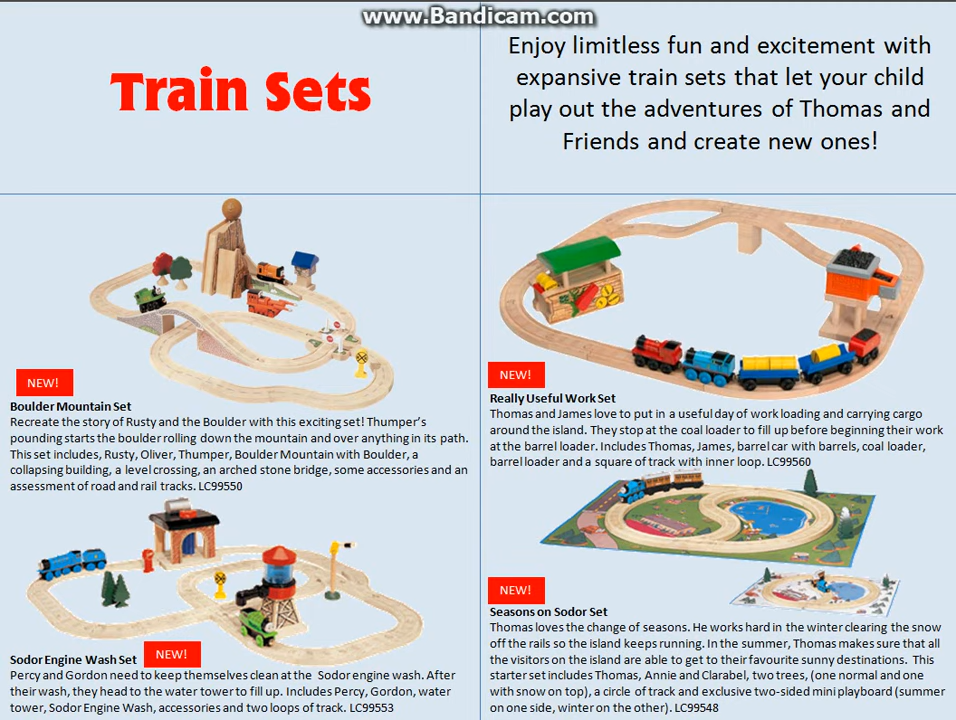 www.Bandicam.com
Train Sets
Enjoy limitless fun and excitement with
expansive train sets that let your child
play out the adventures of Thomas and
Friends and create new ones!
NEW!
Boulder Mountain Set
Recreate the story of Rusty and the Boulder with this exciting set! Thumper's
pounding starts the boulder rolling down the mountain and over anything in its path.
This set includes, Rusty, Oliver, Thumper, Boulder Mountain with Boulder, a
collapsing building, a level crossing, an arched stone bridge, some accessories and an
assessment of road and rail tracks. LC99550
NEW!
Really Useful Work Set
Thomas and James love to put in a useful day of work loading and carrying cargo
around the island. They stop at the coal loader to fill up before beginning their work
at the barrel loader. Includes Thomas, James, barrel car with barrels, coal loader,
barrel loader and a square of track with inner loop. LC99560
Sodor Engine Wash Set
NEW!
Percy and Gordon need to keep themselves clean at the Sodor engine wash. After
their wash, they head to the water tower to fill up. Includes Percy, Gordon, water
tower, Sodor Engine Wash, accessories and two loops of track. LC99553
NEW!
Seasons on Sodor Set
Thomas loves the change of seasons. He works hard in the winter clearing the snow
off the rails so the island keeps running. In the summer, Thomas makes sure that all
the visitors on the island are able to get to their favourite sunny destinations. This
starter set includes Thomas, Annie and Clarabel, two trees, (one normal and one
with snow on top), a circle of track and exclusive two-sided mini playboard (summer
on one side, winter on the other). LC99548